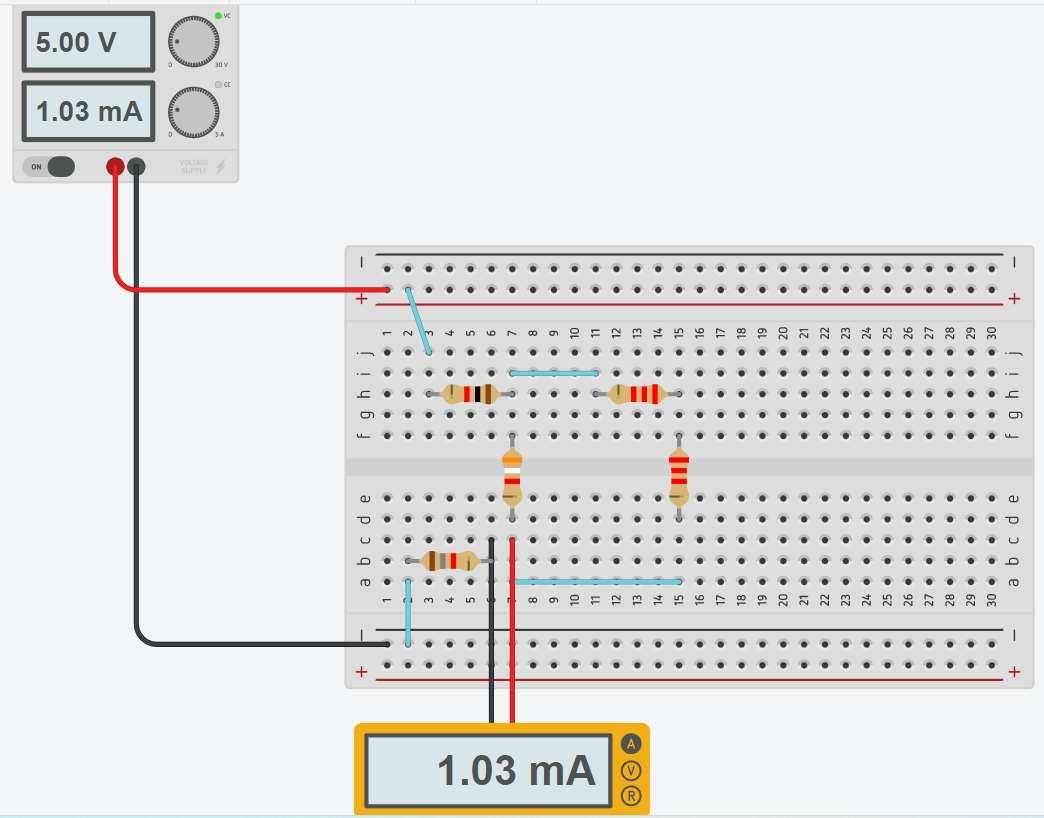 5.00 V
VC
0
30 V
1.03 mA
CC
0
5 A
ON
VOLTAGE
SUPPLY
+ +
1 2 3 4 5 6 7 8 9 10 11 12 13 14 15 16 17 18 19 20 21 22 23 24 25 26 27 28 29 30
j j
i i
h h
g g
f f
e e
d d
c c
b b
a a
1 2 3 4 5 6 7 8 9 10 11 12 13 14 15 16 17 18 19 20 21 22 23 24 25 26 27 28 29 30
+ +
1.03 mA
A
V
R